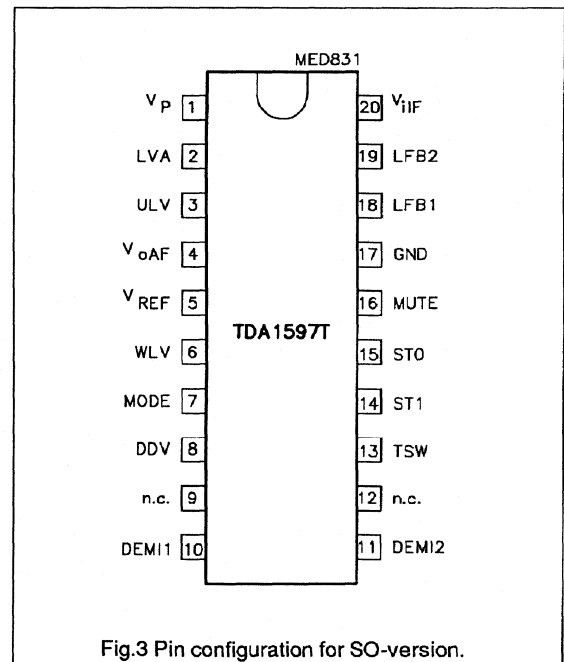 MED831
V P 1 20 V iIF
LVA 2 19 LFB2
ULV 3 18 LFB1
V oAF 4 17 GND
V REF 5 16 MUTE
TDA1597T
WLV 6 15 ST0
MODE 7 14 ST1
DDV 8 13 TSW
n.c. 9 12 n.c.
DEMI1 10 11 DEMI2
Fig.3 Pin configuration for SO-version.